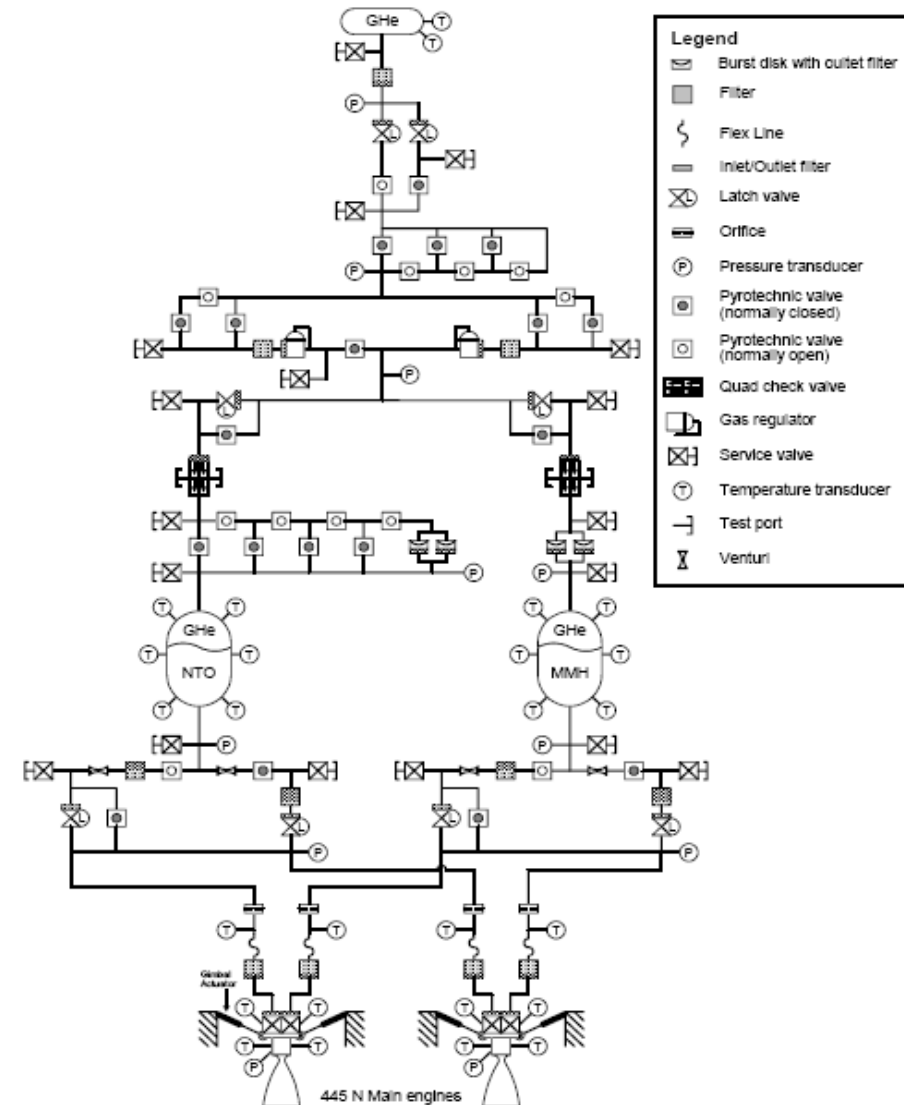 GHe
T
T
P
L
L
P
P
L
L
P
P
T
T
T
T
GHe
GHe
T
T
T
T
NTO
MMH
T
T
T
T
P
P
L
L
L
L
P
P
T
T
T
T
Gimbal
Actuator
T
T
T
T
T
T
T
T
P
P
445 N Main engines
Legend
Burst disk with outlet filter
Filter
Flex Line
Inlet/Outlet filter
L
Latch valve
Orifice
P
Pressure transducer
Pyrotechnic valve
(normally closed)
Pyrotechnic valve
(normally open)
Quad check valve
Gas regulator
Service valve
T
Temperature transducer
Test port
Venturi